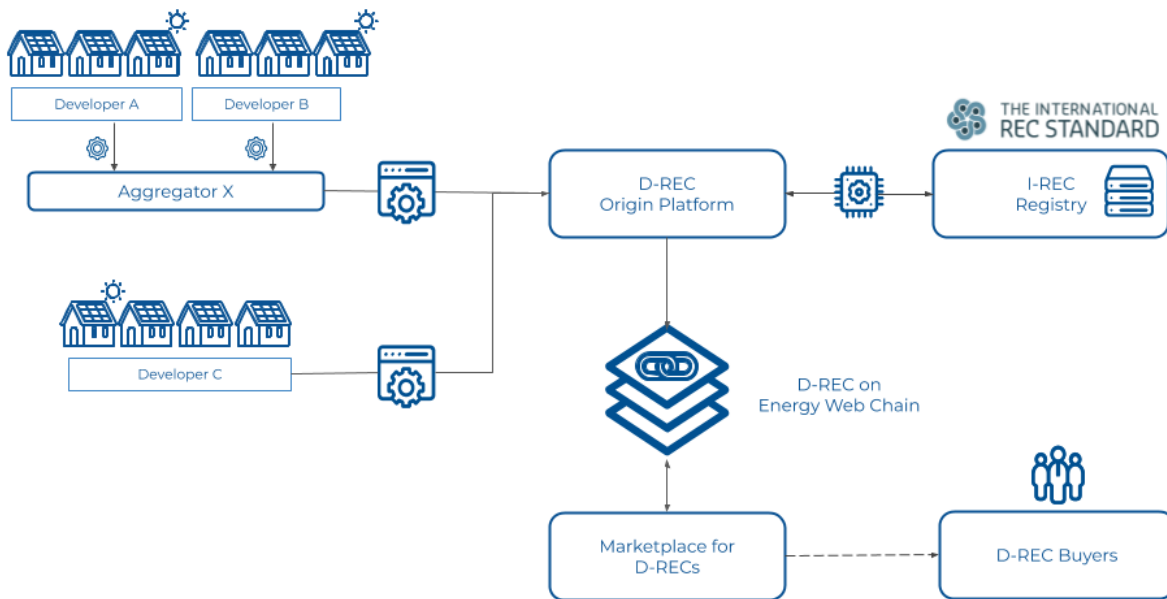 Developer A
Developer B
Aggregator X
D-REC
Origin Platform
THE INTERNATIONAL
REC STANDARD
I-REC
Registry
Developer C
D-REC on
Energy Web Chain
Marketplace for
D-RECs
D-REC Buyers